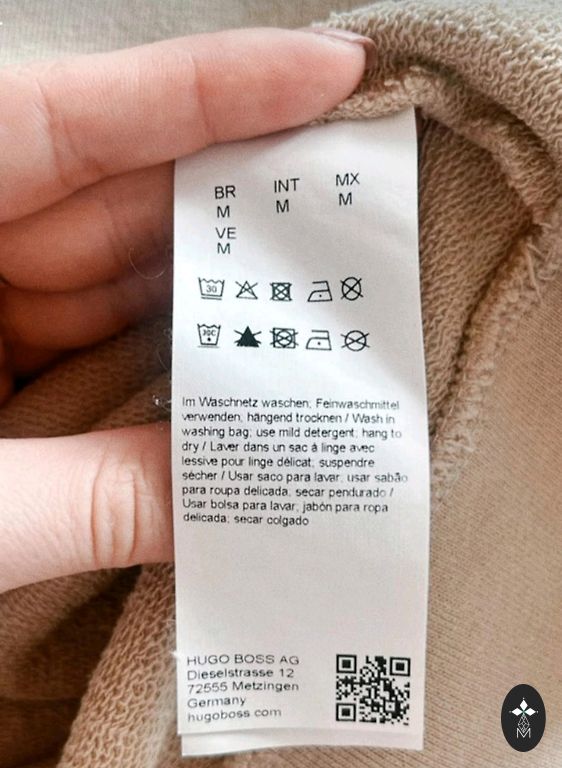 BR INT MX
M M M
VE
M
30
30C
Im Waschnetz waschen; Feinwaschmittel
verwenden; hängend trocknen / Wash in
washing bag; use mild detergent; hang to
dry / Laver dans un sac à linge avec
lessive pour linge délicat; suspendre
sécher / Usar saco para lavar; usar sabão
para roupa delicada; secar pendurado /
Usar bolsa para lavar; jabón para ropa
delicada; secar colgado
HUGO BOSS AG
Dieselstrasse 12
72555 Metzingen
Germany
hugoboss.com
M